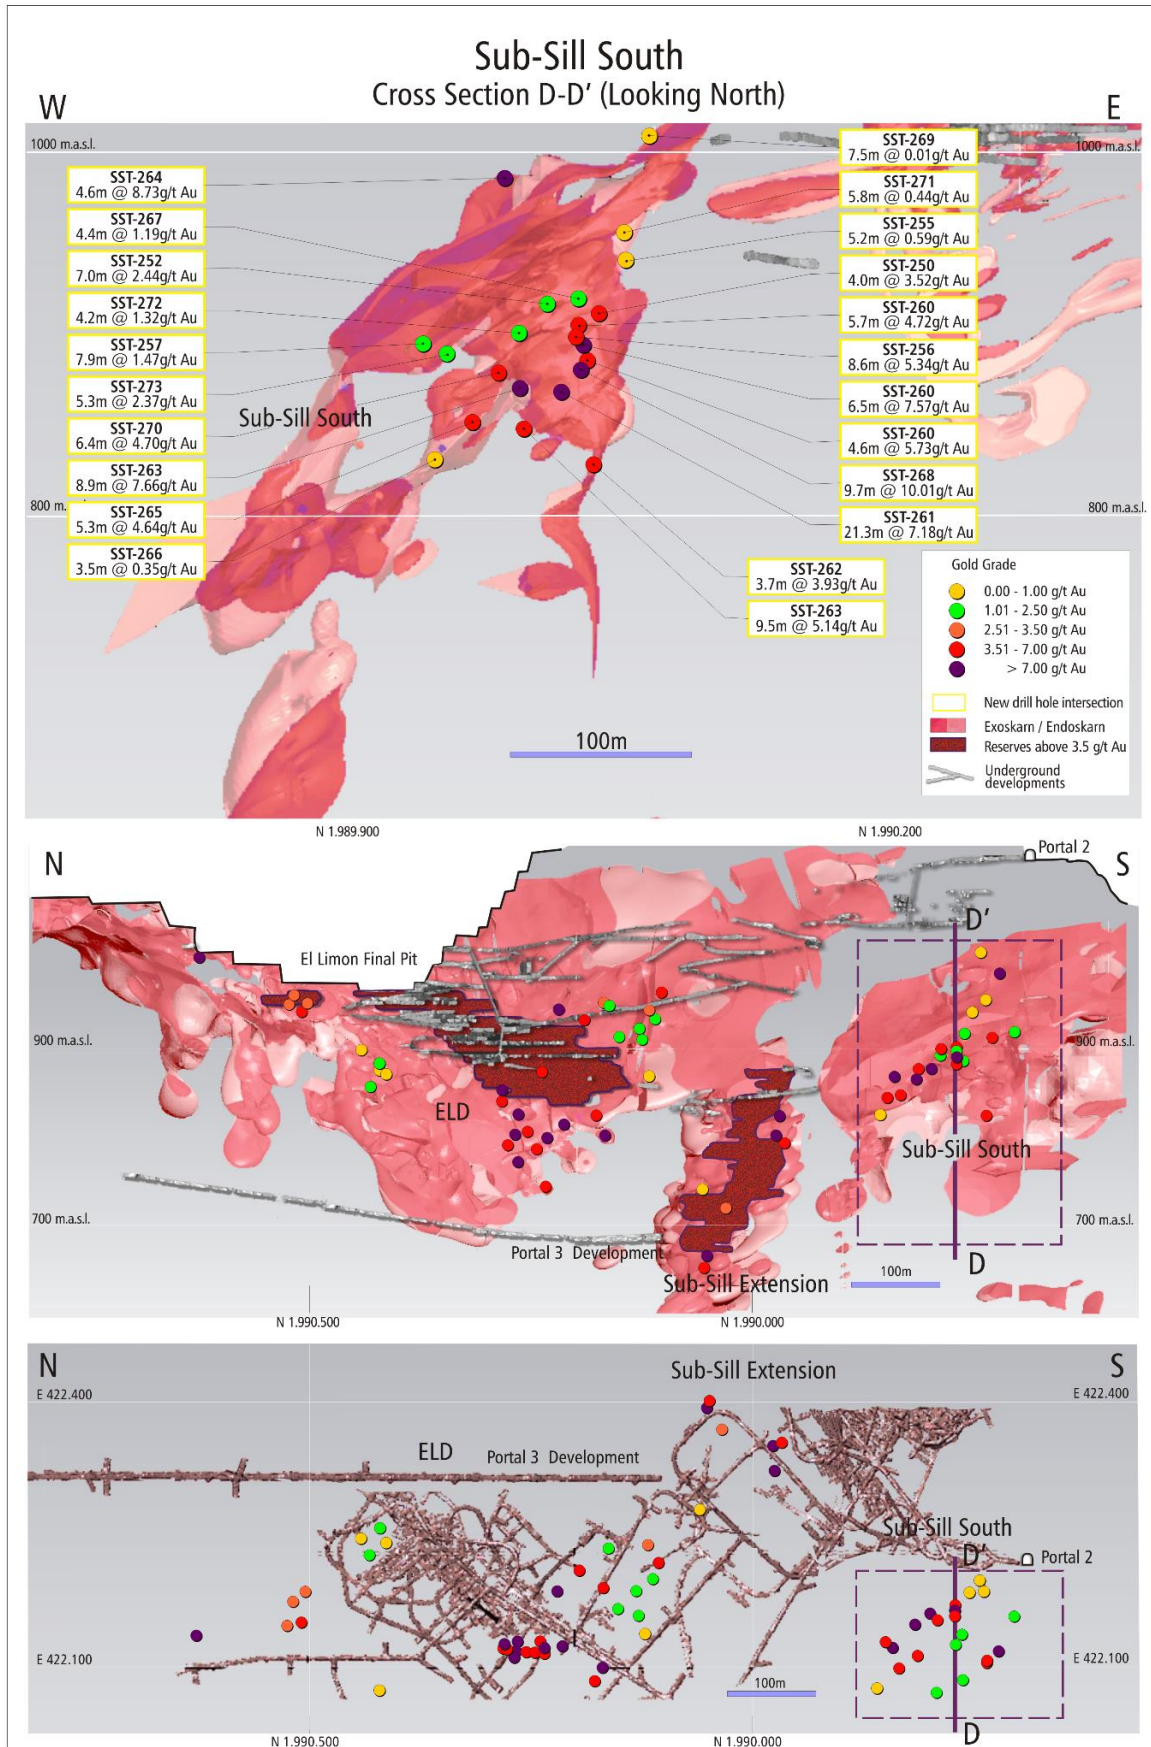 Sub-Sill South
Cross Section D-D’ (Looking North)
W
E
1000 m.a.s.l.
1000 m.a.s.l.
SST-264
4.6m @ 8.73g/t Au
SST-267
4.4m @ 1.19g/t Au
SST-252
7.0m @ 2.44g/t Au
SST-272
4.2m @ 1.32g/t Au
SST-257
7.9m @ 1.47g/t Au
SST-273
5.3m @ 2.37g/t Au
SST-270
6.4m @ 4.70g/t Au
SST-263
8.9m @ 7.66g/t Au
SST-265
5.3m @ 4.64g/t Au
SST-266
3.5m @ 0.35g/t Au
SST-269
7.5m @ 0.01g/t Au
SST-271
5.8m @ 0.44g/t Au
SST-255
5.2m @ 0.59g/t Au
SST-250
4.0m @ 3.52g/t Au
SST-260
5.7m @ 4.72g/t Au
SST-256
8.6m @ 5.34g/t Au
SST-260
6.5m @ 7.57g/t Au
SST-260
4.6m @ 5.73g/t Au
SST-268
9.7m @ 10.01g/t Au
SST-261
21.3m @ 7.18g/t Au
SST-262
3.7m @ 3.93g/t Au
SST-263
9.5m @ 5.14g/t Au
Sub-Sill South
800 m.a.s.l.
800 m.a.s.l.
100m
Gold Grade
0.00 - 1.00 g/t Au
1.01 - 2.50 g/t Au
2.51 - 3.50 g/t Au
3.51 - 7.00 g/t Au
> 7.00 g/t Au
New drill hole intersection
Exoskarn / Endoskarn
Reserves above 3.5 g/t Au
Underground
developments
N 1.989.900
N 1.990.200
N
S
Portal 2
D’
El Limon Final Pit
900 m.a.s.l.
900 m.a.s.l.
ELD
Sub-Sill South
700 m.a.s.l.
700 m.a.s.l.
Portal 3 Development
Sub-Sill Extension
100m
D
N 1.990.500
N 1.990.000
N
S
Sub-Sill Extension
E 422.400
E 422.400
ELD
Portal 3 Development
Sub-Sill South
D’
Portal 2
E 422.100
E 422.100
100m
D
N 1.990.500
N 1.990.000